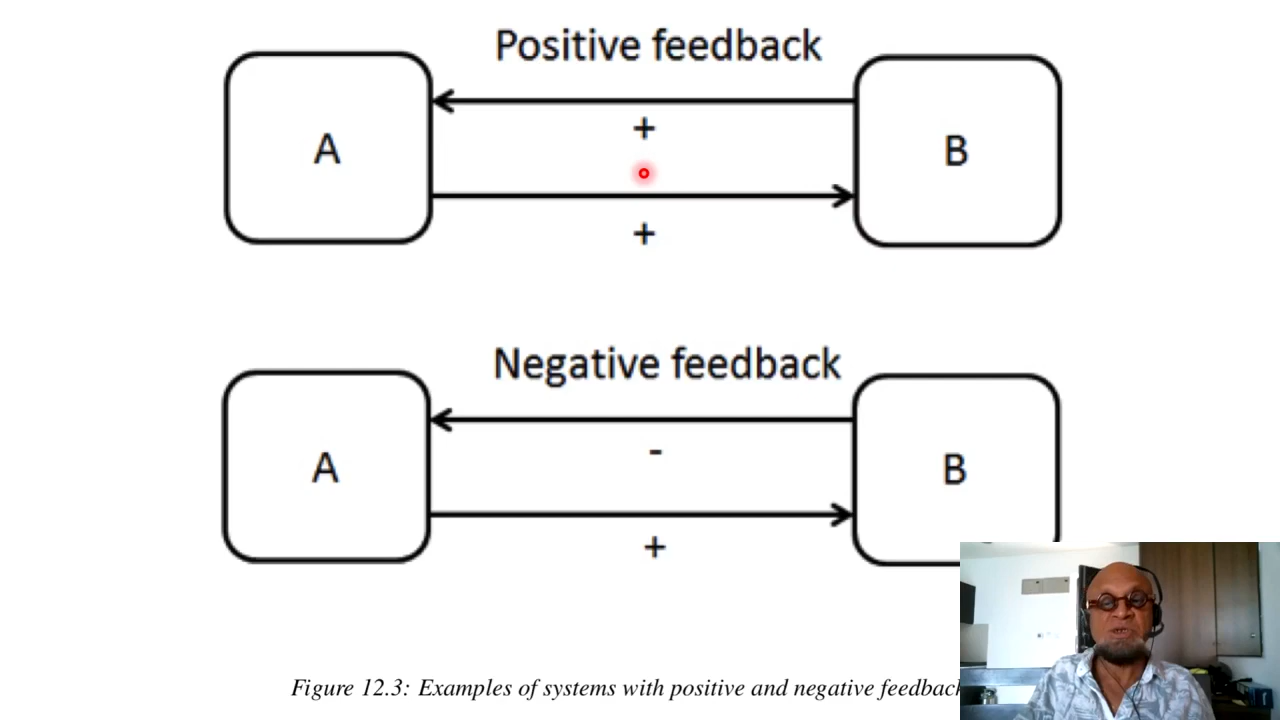 Positive feedback
A
+
B
+
Negative feedback
A
-
B
+
Figure 12.3: Examples of systems with positive and negative feedback